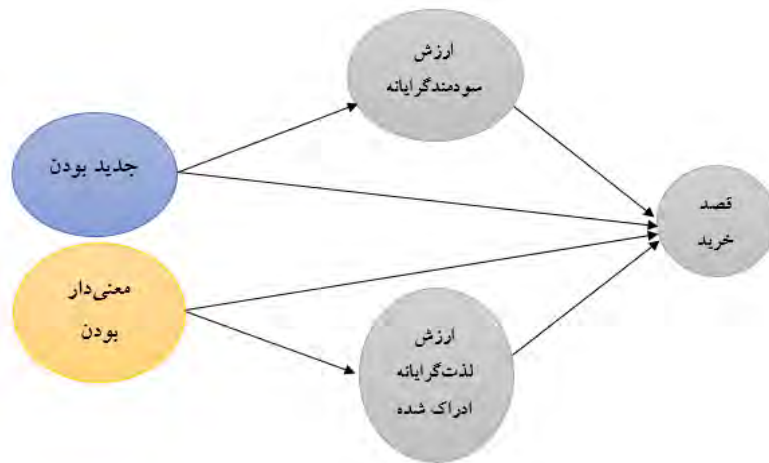 ارزش
سودمندگرایانه
جدید بودن
قصد
خرید
معنی‌دار
بودن
ارزش
لذت‌گرایانه
ادراک شده